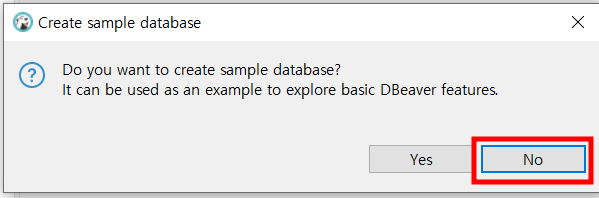 Create sample database
Do you want to create sample database?
It can be used as an example to explore basic DBeaver features.
Yes
No